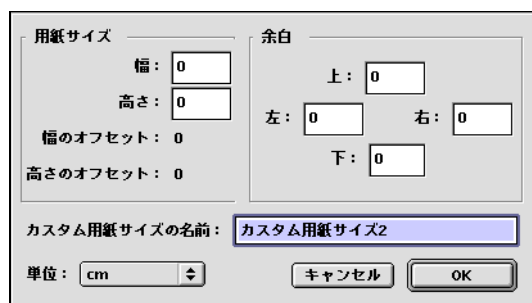 用紙サイズ
幅： 0
高さ： 0
幅のオフセット： 0
高さのオフセット： 0
余白
上： 0
左： 0 右： 0
下： 0
カスタム用紙サイズの名前： カスタム用紙サイズ2
単位： cm キャンセル OK